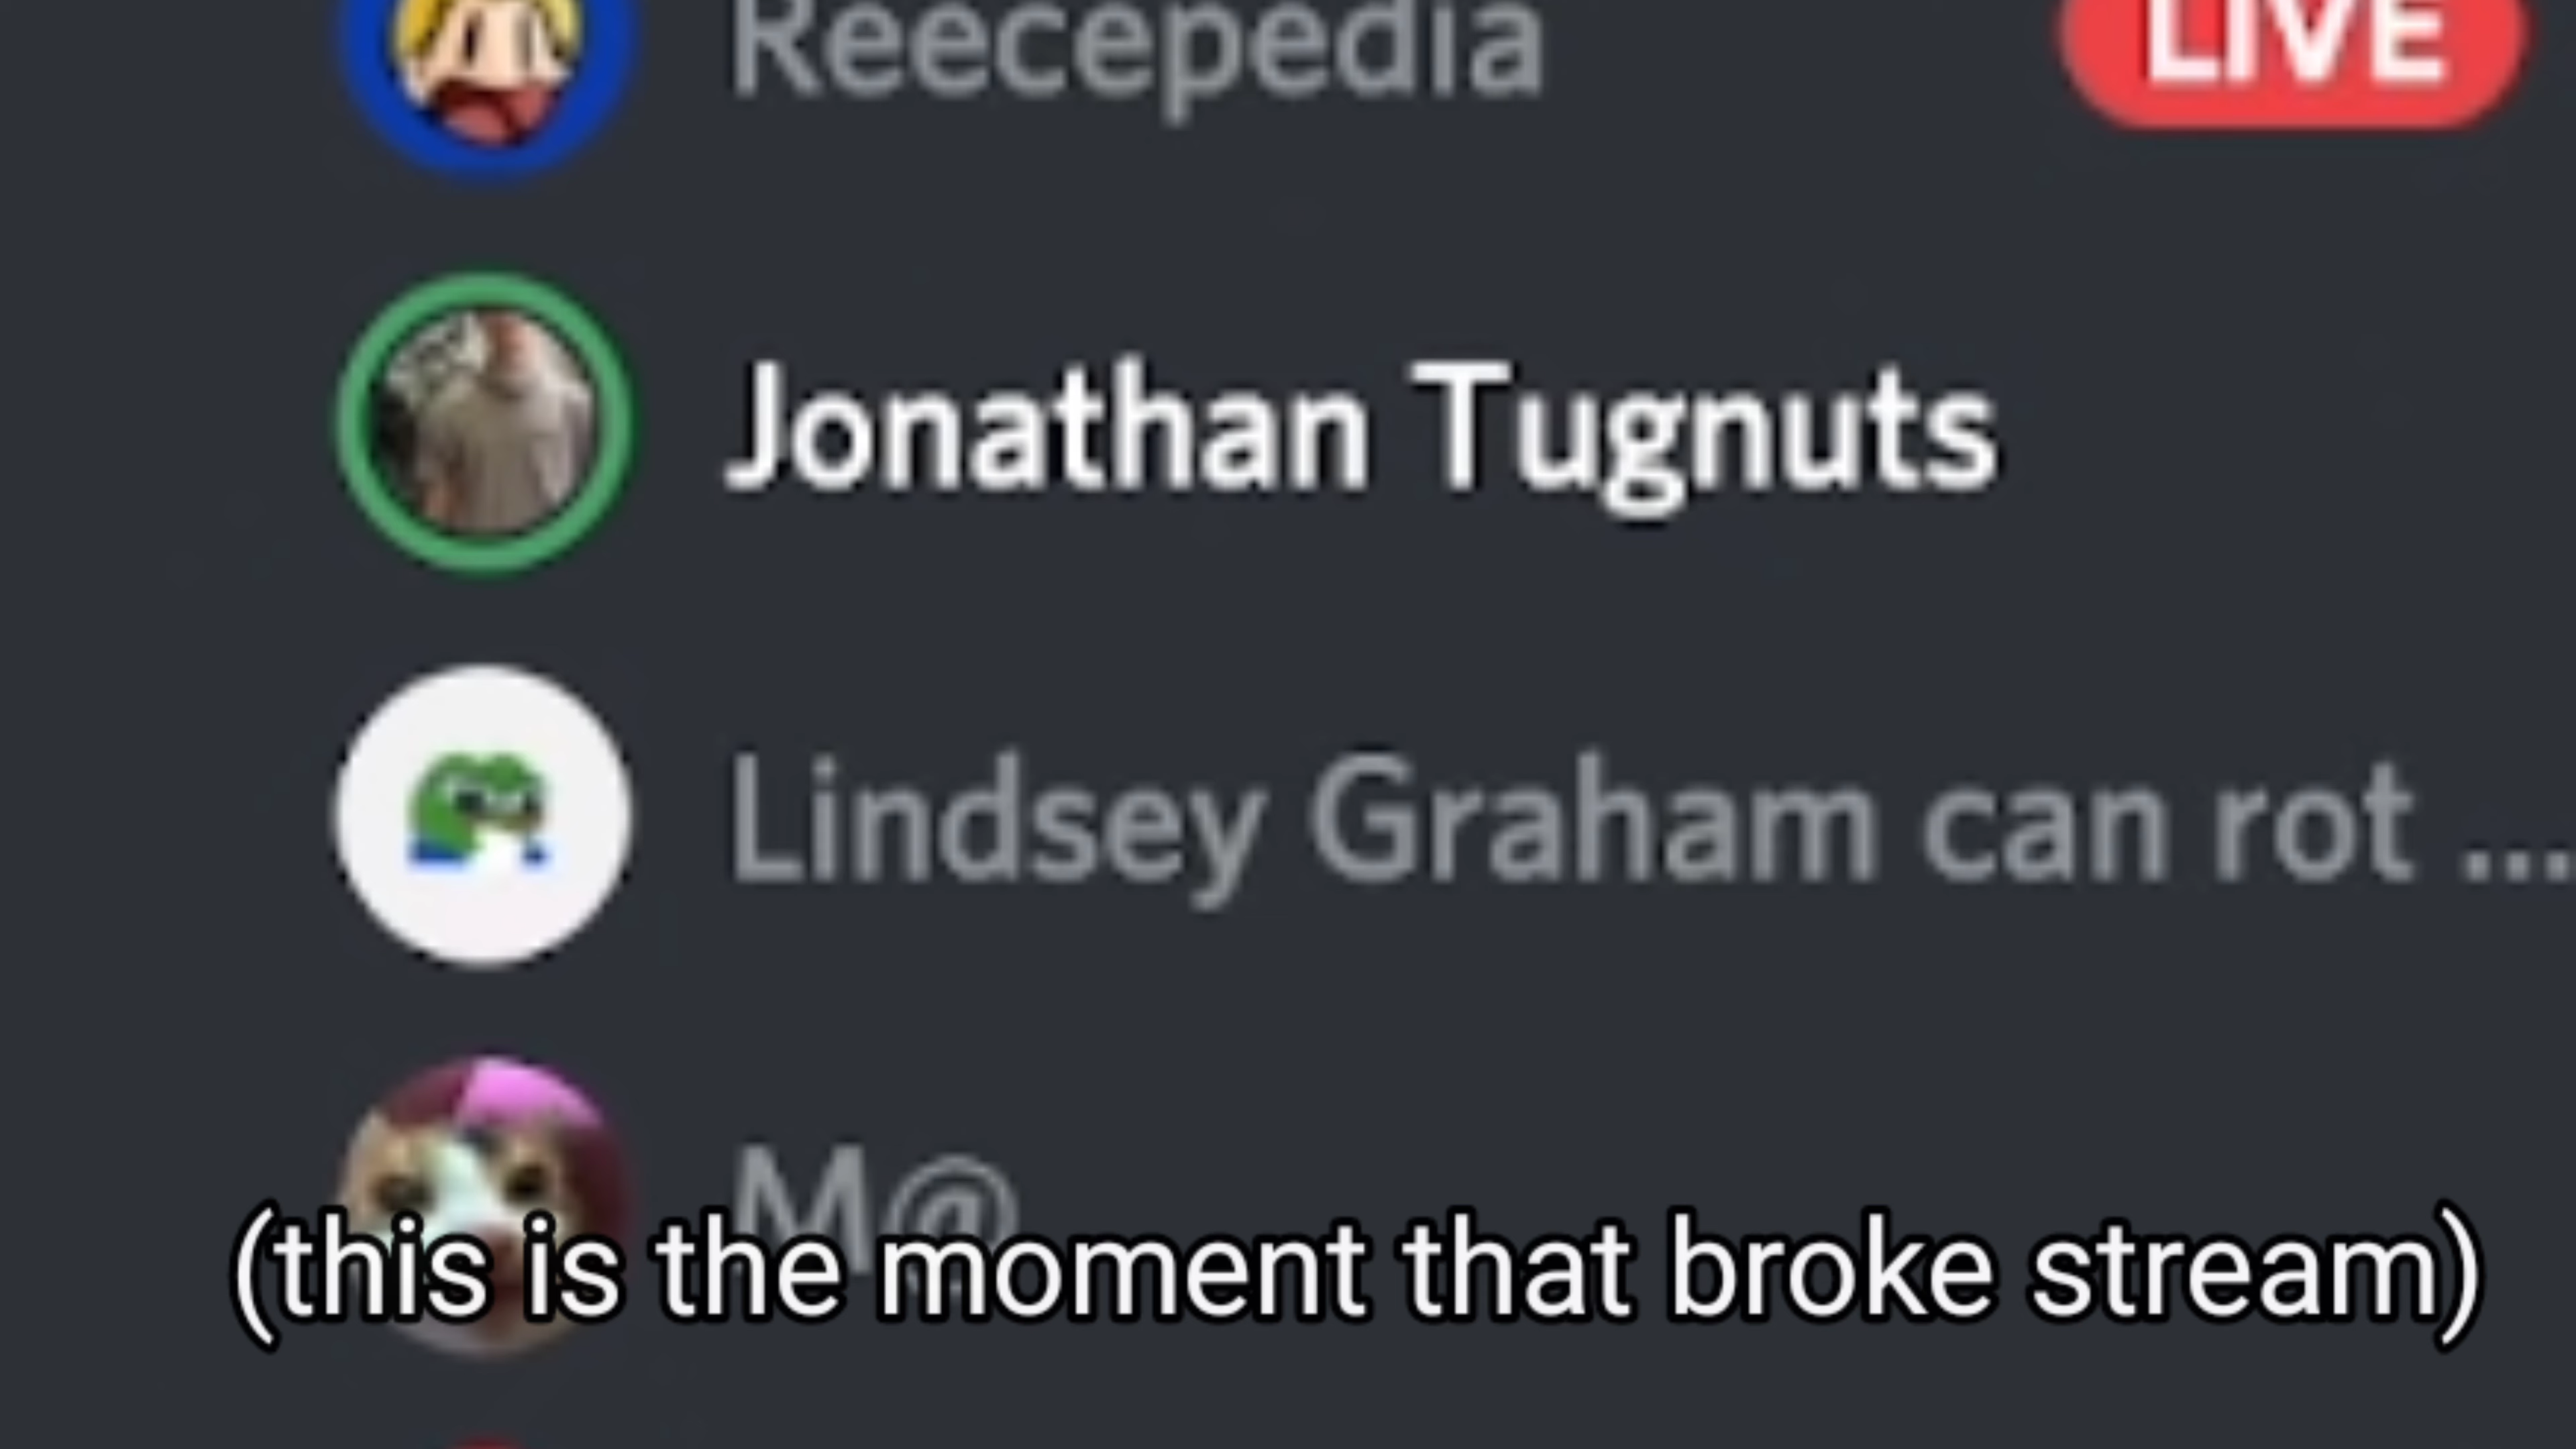 Reecepedia LIVE
Jonathan Tugnuts
Lindsey Graham can rot ...
M@
(this is the moment that broke stream)